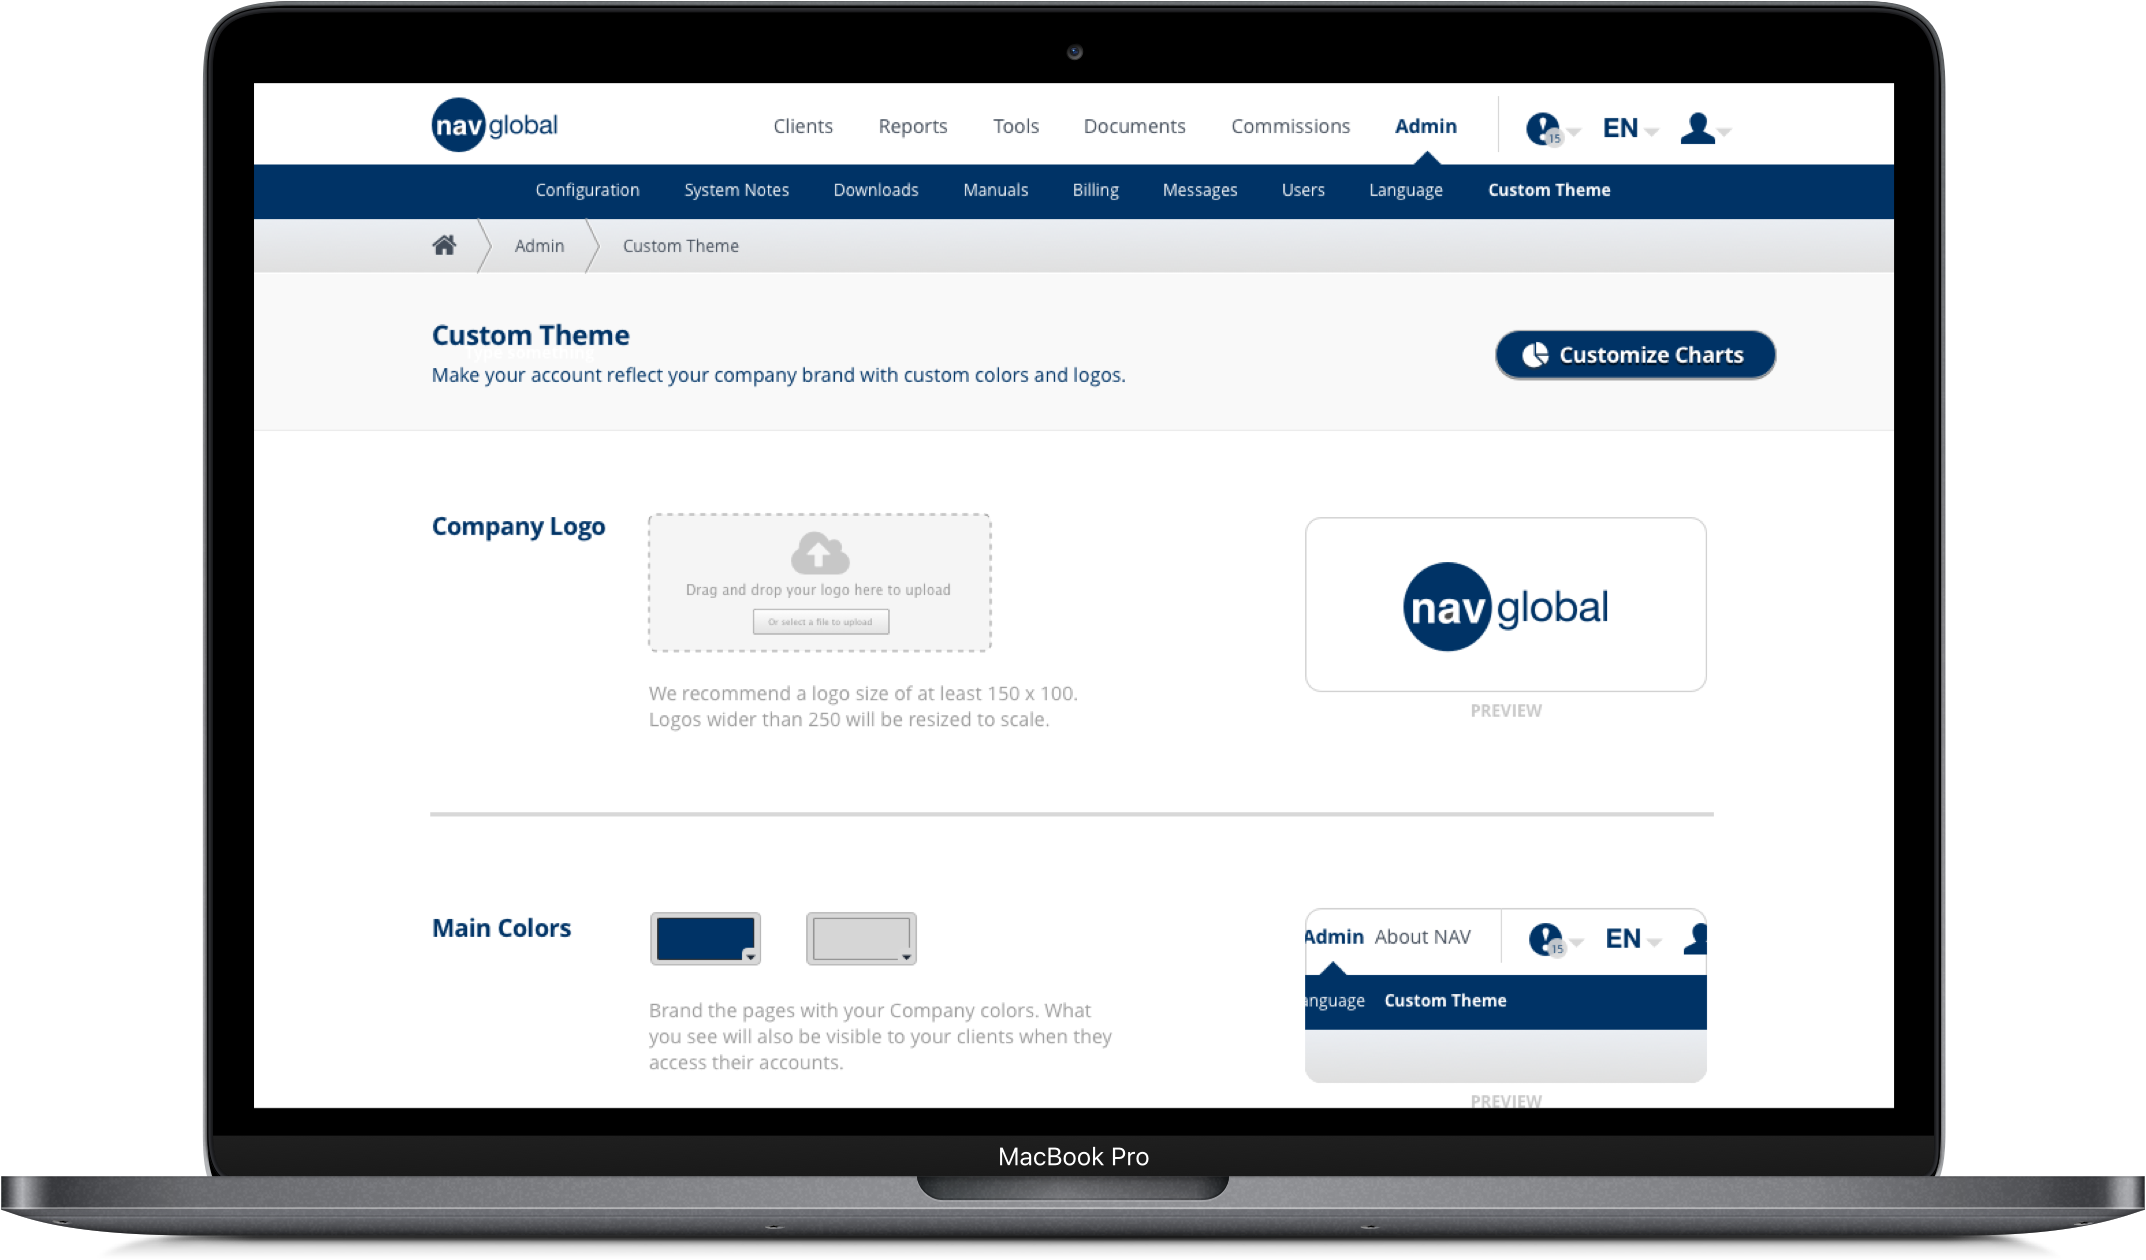 nav global
Clients Reports Tools Documents Commissions Admin 15 EN
Configuration System Notes Downloads Manuals Billing Messages Users Language Custom Theme
Admin Custom Theme
Custom Theme
Type something
Make your account reflect your company brand with custom colors and logos.
Customize Charts
Company Logo
Drag and drop your logo here to upload
Or select a file to upload
We recommend a logo size of at least 150 x 100.
Logos wider than 250 will be resized to scale.
nav global
PREVIEW
Main Colors
Brand the pages with your Company colors. What
you see will also be visible to your clients when they
access their accounts.
Admin About NAV 15 EN
anguage Custom Theme
PREVIEW
MacBook Pro